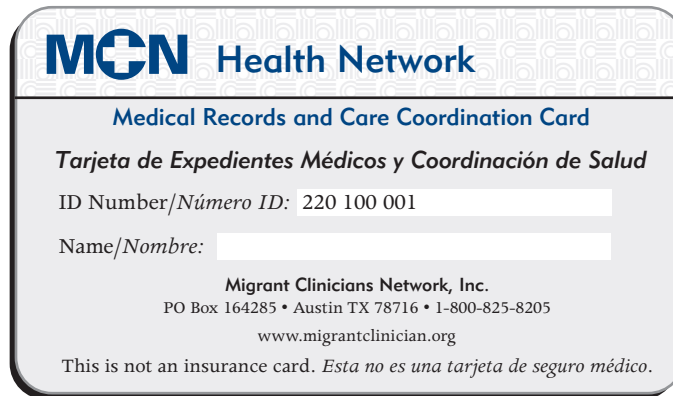 MCN Health Network
Medical Records and Care Coordination Card
Tarjeta de Expedientes Médicos y Coordinación de Salud
ID Number/Número ID: 220 100 001
Name/Nombre:
Migrant Clinicians Network, Inc.
PO Box 164285 • Austin TX 78716 • 1-800-825-8205
www.migrantclinician.org
This is not an insurance card. Esta no es una tarjeta de seguro médico.